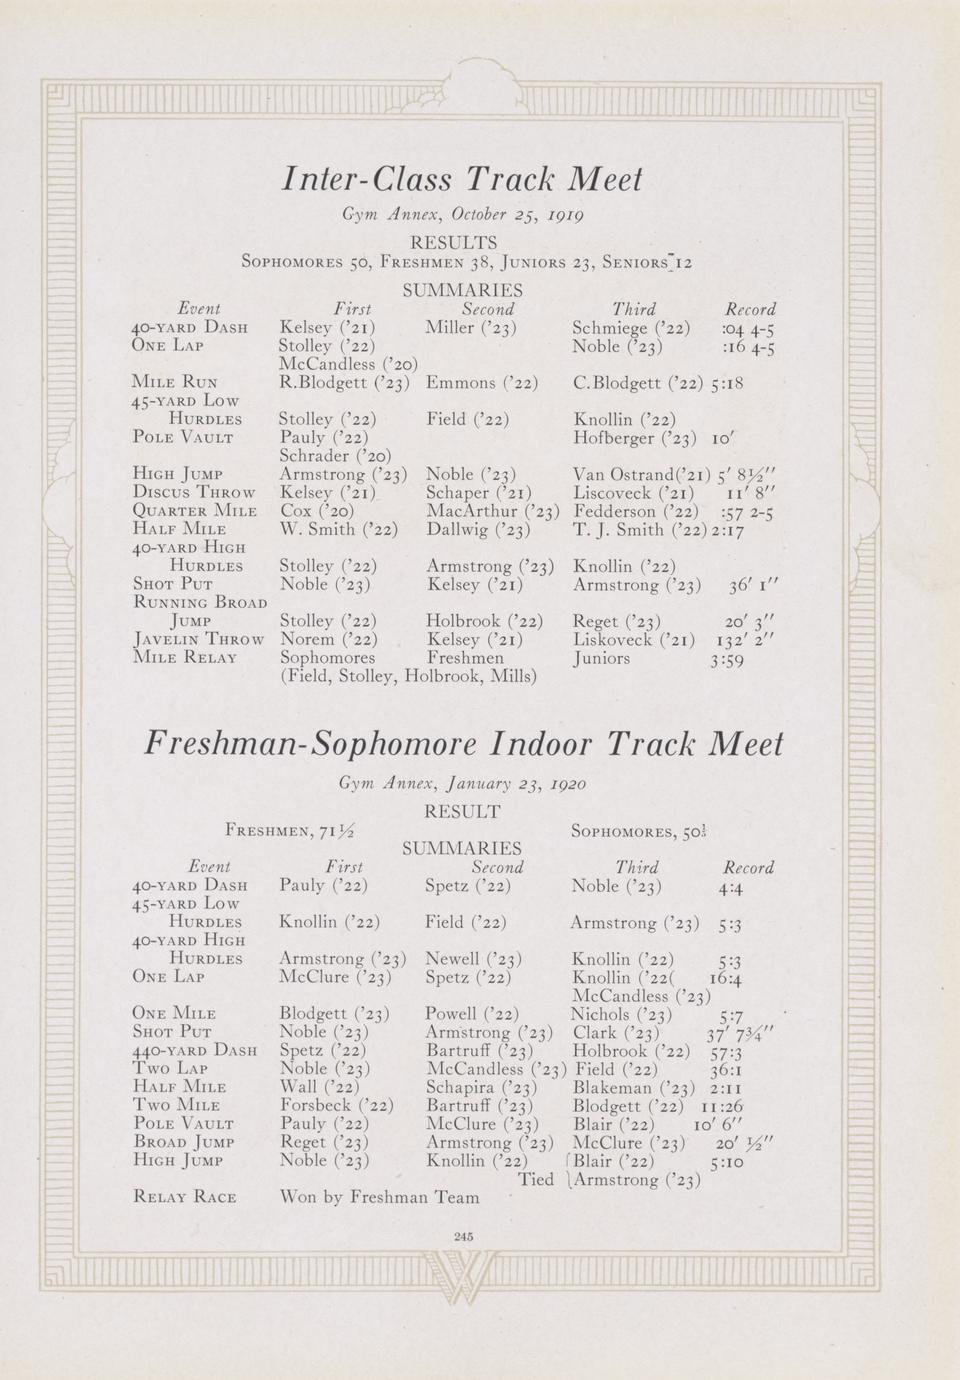 Inter-Class Track Meet
Gym Annex, October 25, 1919
RESULTS
Sophomores 50, Freshmen 38, Juniors 23, Seniors 12
SUMMARIES
Event First Second Third Record
40-yard Dash Kelsey ('21) Miller ('23) Schmiege ('22) :04 4-5
One Lap Stolley ('22) Noble ('23) :16 4-5
McCandless ('20)
Mile Run R.Blodgett ('23) Emmons ('22) C.Blodgett ('22) 5:18
45-yard Low
Hurdles Stolley ('22) Field ('22) Knollin ('22)
Pole Vault Pauly ('22) Hofberger ('23) 10'
Schrader ('20)
High Jump Armstrong ('23) Noble ('23) Van Ostrand('21) 5' 8½"
Discus Throw Kelsey ('21) Schaper ('21) Liscoveck ('21) 11' 8"
Quarter Mile Cox ('20) MacArthur ('23) Fedderson ('22) :57 2-5
Half Mile W. Smith ('22) Dallwig ('23) T. J. Smith ('22) 2:17
40-yard High
Hurdles Stolley ('22) Armstrong ('23) Knollin ('22)
Shot Put Noble ('23) Kelsey ('21) Armstrong ('23) 36' 1"
Running Broad
Jump Stolley ('22) Holbrook ('22) Reget ('23) 20' 3"
Javelin Throw Norem ('22) Kelsey ('21) Liskoveck ('21) 132' 2"
Mile Relay Sophomores Freshmen Juniors 3:59
(Field, Stolley, Holbrook, Mills)
Freshman-Sophomore Indoor Track Meet
Gym Annex, January 23, 1920
RESULT
Freshmen, 71½ Sophomores, 50½
SUMMARIES
Event First Second Third Record
40-yard Dash Pauly ('22) Spetz ('22) Noble ('23) 4:4
45-yard Low
Hurdles Knollin ('22) Field ('22) Armstrong ('23) 5:3
40-yard High
Hurdles Armstrong ('23) Newell ('23) Knollin ('22) 5:3
One Lap McClure ('23) Spetz ('22) Knollin ('22( 16:4
McCandless ('23)
One Mile Blodgett ('23) Powell ('22) Nichols ('23) 5:7
Shot Put Noble ('23) Armstrong ('23) Clark ('23) 37' 7¾"
440-yard Dash Spetz ('22) Bartruff ('23) Holbrook ('22) 57:3
Two Lap Noble ('23) McCandless ('23) Field ('22) 36:1
Half Mile Wall ('22) Schapira ('23) Blakeman ('23) 2:11
Two Mile Forsbeck ('22) Bartruff ('23) Blodgett ('22) 11:26
Pole Vault Pauly ('22) McClure ('23) Blair ('22) 10' 6"
Broad Jump Reget ('23) Armstrong ('23) McClure ('23) 20' ½"
High Jump Noble ('23) Knollin ('22) Blair ('22) 5:10
Tied Armstrong ('23)
Relay Race Won by Freshman Team
245
W